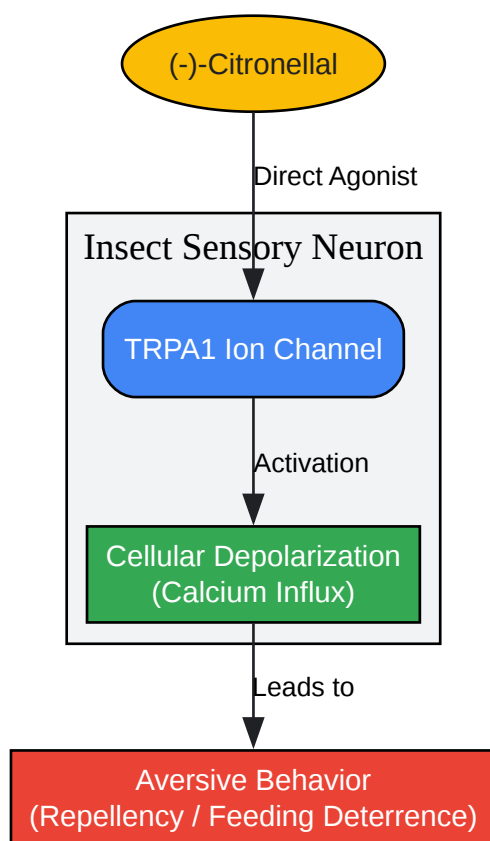 (-)-Citronellal
Direct Agonist
Insect Sensory Neuron
TRPA1 Ion Channel
Activation
Cellular Depolarization
(Calcium Influx)
Leads to
Aversive Behavior
(Repellency / Feeding Deterrence)